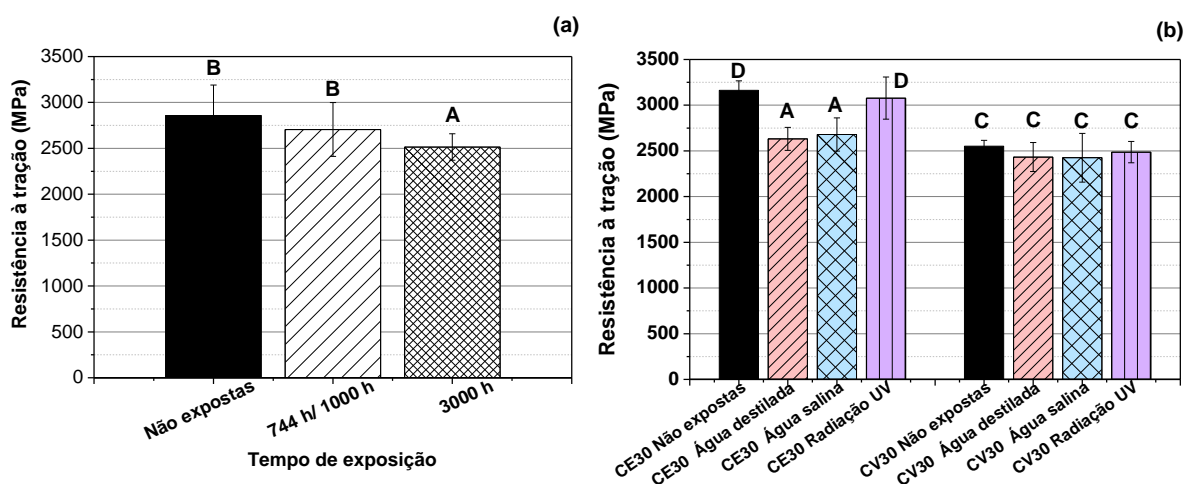 (a)
Resistência à tração (MPa)
3500
3000
2500
2000
1500
1000
500
0
B
B
A
Não expostas
744 h/ 1000 h
3000 h
Tempo de exposição
(b)
Resistência à tração (MPa)
3500
3000
2500
2000
1500
1000
500
0
D
A
A
D
C
C
C
C
CE30 Não expostas
CE30 Água destilada
CE30 Água salina
CE30 Radiação UV
CV30 Não expostas
CV30 Água destilada
CV30 Água salina
CV30 Radiação UV